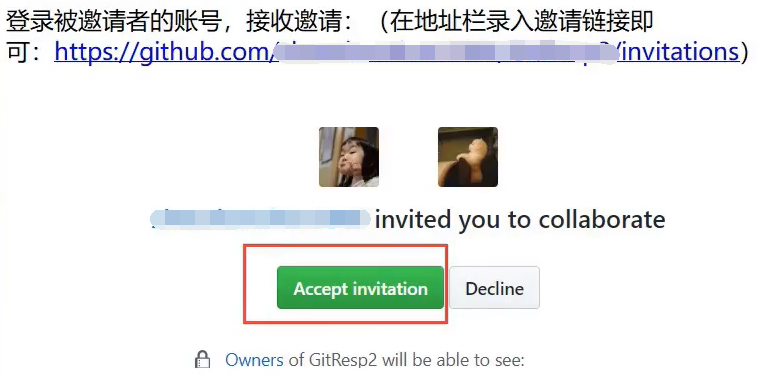 登录被邀请者的账号，接收邀请：（在地址栏录入邀请链接即
可：https://github.com/invitations）
invited you to collaborate
Accept invitation Decline
Owners of GitResp2 will be able to see: